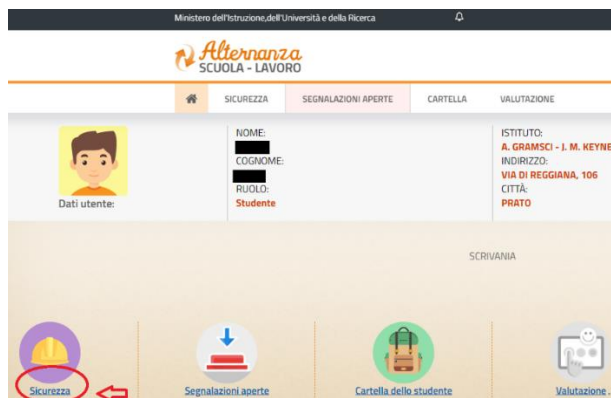 Ministero dell'Istruzione,dell'Università e della Ricerca
Alternanza
SCUOLA - LAVORO
SICUREZZA SEGNALAZIONI APERTE CARTELLA VALUTAZIONE
NOME:
COGNOME:
RUOLO:
Studente
Dati utente:
ISTITUTO:
A. GRAMSCI - J. M. KEYNE
INDIRIZZO:
VIA DI REGGIANA, 106
CITTÀ:
PRATO
SCRIVANIA
Sicurezza Segnalazioni aperte Cartella dello studente Valutazione